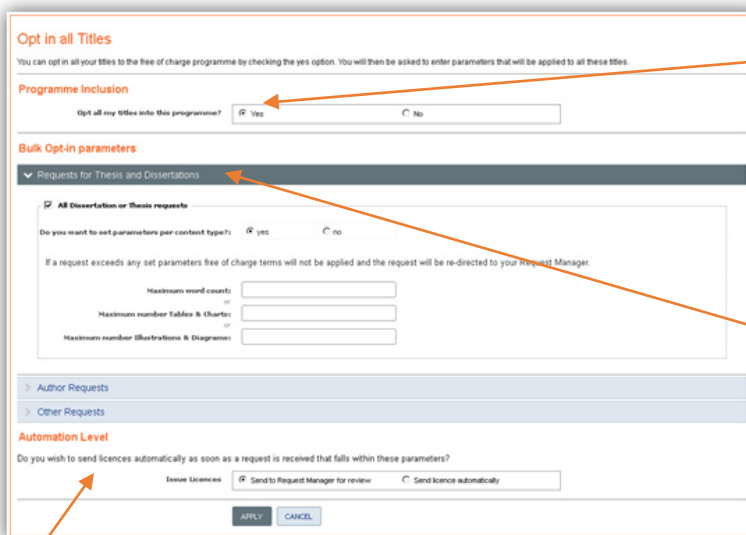 Opt in all Titles
You can opt in all your titles to the free of charge programme by checking the yes option. You will then be asked to enter parameters that will be applied to all these titles.
Programme Inclusion
Opt all my titles into this programme? Yes No
Bulk Opt-in parameters
Requests for Thesis and Dissertations
All Dissertation or Thesis requests
Do you want to set parameters per content type?: yes no
If a request exceeds any set parameters free of charge terms will not be applied and the request will be re-directed to your Request Manager.
Maximum word count:
or
Maximum number Tables & Charts:
or
Maximum number Illustrations & Diagrams:
Author Requests
Other Requests
Automation Level
Do you wish to send licences automatically as soon as a request is received that falls within these parameters?
Issue Licences Send to Request Manager for review Send licence automatically
APPLY CANCEL